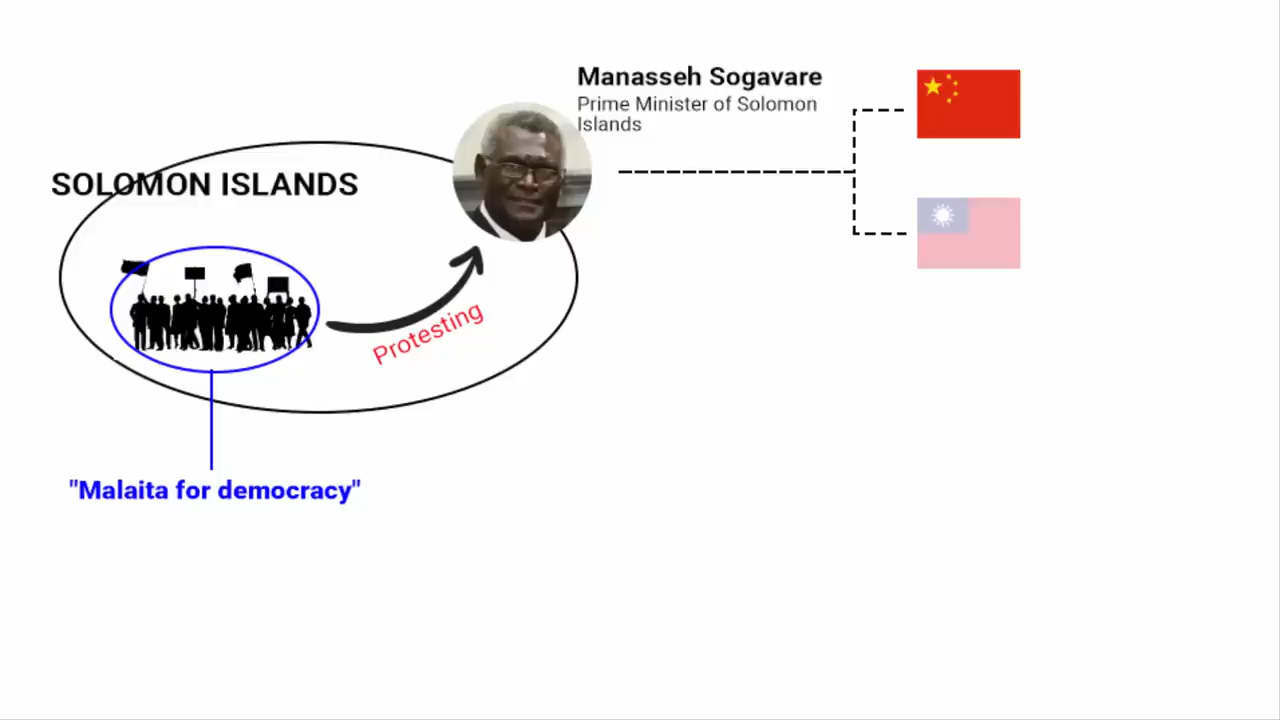 Manasseh Sogavare
Prime Minister of Solomon
Islands
SOLOMON ISLANDS
Protesting
"Malaita for democracy"